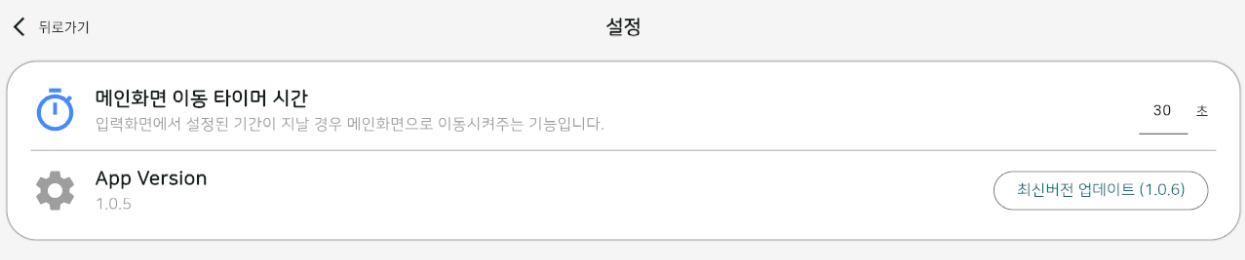 뒤로가기
설정
메인화면 이동 타이머 시간
입력화면에서 설정된 기간이 지날 경우 메인화면으로 이동시켜주는 기능입니다.
30 초
App Version
1.0.5
최신버전 업데이트 (1.0.6)